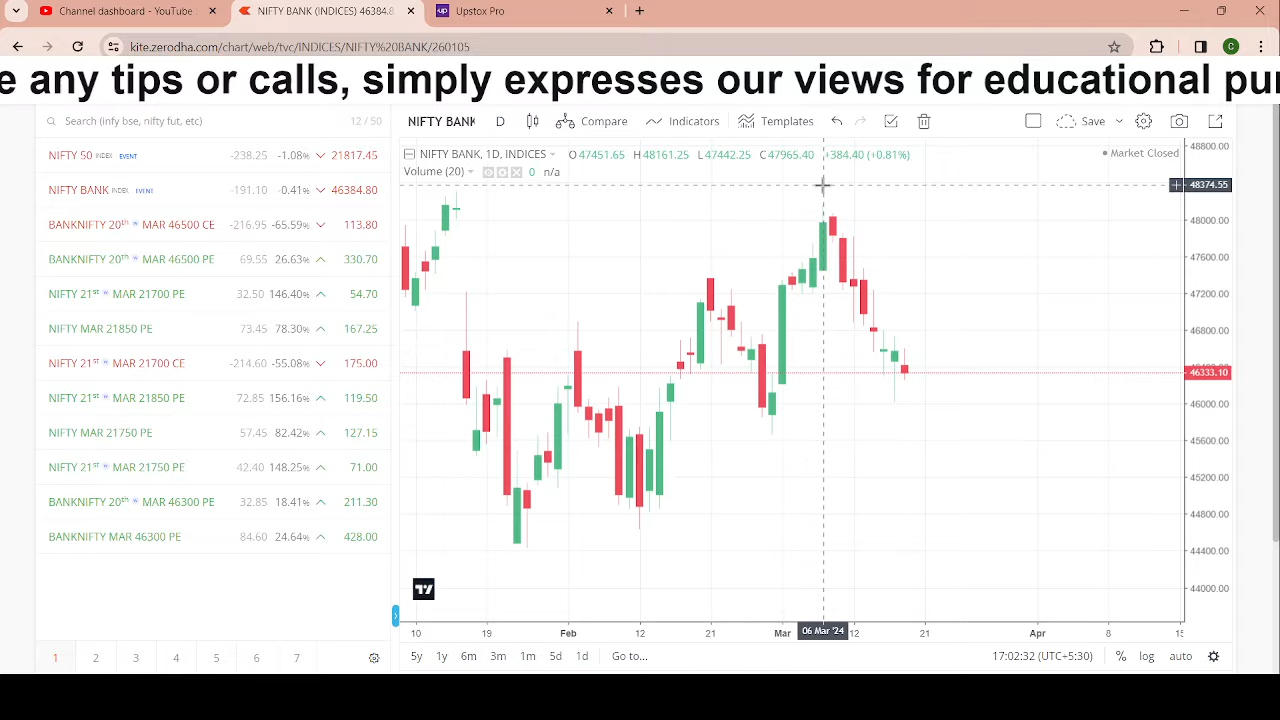 Channel dashboard - YouTube
NIFTY BANK (INDICES) 46384.8
Upstox Pro
kite.zerodha.com/chart/web/tvc/INDICES/NIFTY%20BANK/260105
C
e any tips or calls, simply expresses our views for educational pu
Search (infy bse, nifty fut, etc) 12 / 50
NIFTY BANK D Compare Indicators Templates Save
NIFTY 50 INDEX EVENT -238.25 -1.08% 21817.45
NIFTY BANK INDEX EVENT -191.10 -0.41% 46384.80
BANKNIFTY 20th W MAR 46500 CE -216.95 -65.59% 113.80
BANKNIFTY 20th W MAR 46500 PE 69.55 26.63% 330.70
NIFTY 21ST W MAR 21700 PE 32.50 146.40% 54.70
NIFTY MAR 21850 PE 73.45 78.30% 167.25
NIFTY 21ST W MAR 21700 CE -214.60 -55.08% 175.00
NIFTY 21ST W MAR 21850 PE 72.85 156.16% 119.50
NIFTY MAR 21750 PE 57.45 82.42% 127.15
NIFTY 21ST W MAR 21750 PE 42.40 148.25% 71.00
BANKNIFTY 20th W MAR 46300 PE 32.85 18.41% 211.30
BANKNIFTY MAR 46300 PE 84.60 24.64% 428.00
1 2 3 4 5 6 7
NIFTY BANK, 1D, INDICES O47451.65 H48161.25 L47442.25 C47965.40 +384.40 (+0.81%)
Market Closed
Volume (20) 0 n/a
48800.00
48374.55
48000.00
47600.00
47200.00
46800.00
46333.10
46000.00
45600.00
45200.00
44800.00
44400.00
44000.00
10 19 Feb 12 21 Mar 06 Mar '24 12 21 Apr 8
5y 1y 6m 3m 1m 5d 1d Go to... 17:02:32 (UTC+5:30) % log auto